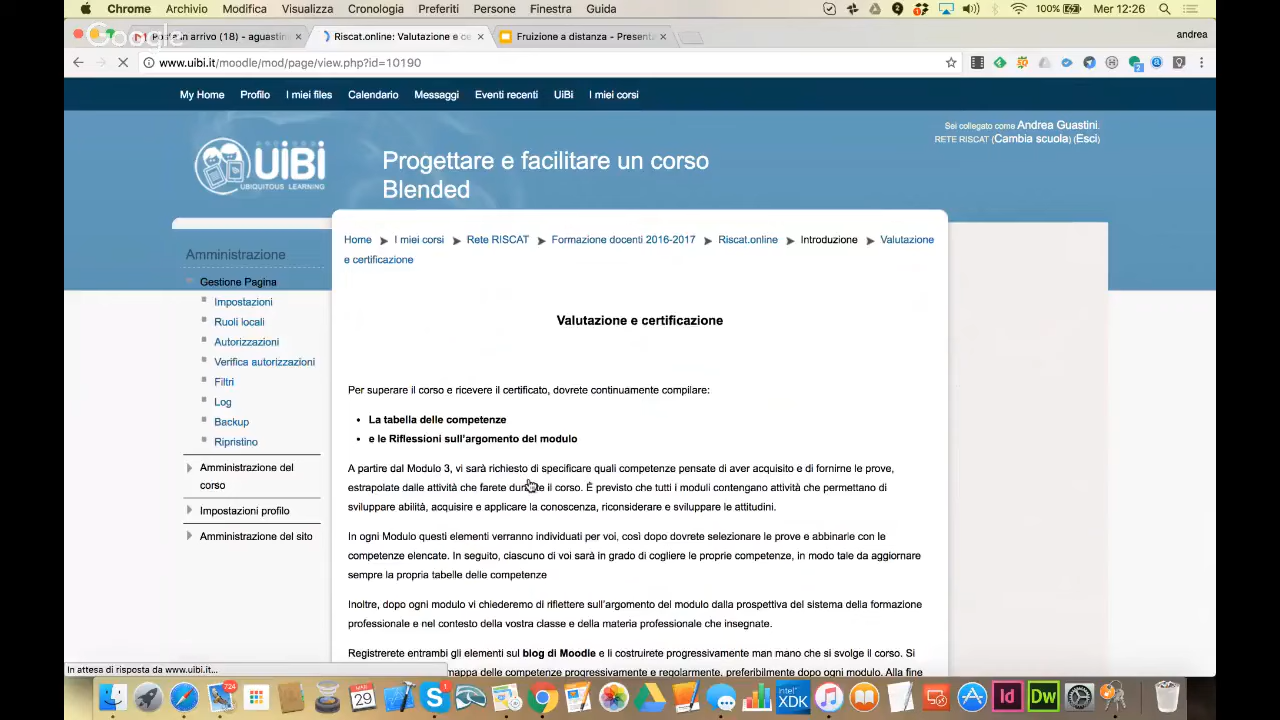 Chrome Archivio Modifica Visualizza Cronologia Preferiti Persone Finestra Guida 100% Mer 12:26
Google
in arrivo (18) - agustin × Riscat.online: Valutazione e ce × Fruizione a distanza - Presenta × andrea
www.uibi.it/moodle/mod/page/view.php?id=10190
My Home Profilo I miei files Calendario Messaggi Eventi recenti UiBi I miei corsi
Sei collegato come Andrea Guastini.
RETE RISCAT (Cambia scuola) (Esci)
UiBi
UBIQUITOUS LEARNING
Progettare e facilitare un corso
Blended
Home I miei corsi Rete RISCAT Formazione docenti 2016-2017 Riscat.online Introduzione Valutazione
e certificazione
Amministrazione
Gestione Pagina
Impostazioni
Ruoli locali
Autorizzazioni
Verifica autorizzazioni
Filtri
Log
Backup
Ripristino
Amministrazione del
corso
Impostazioni profilo
Amministrazione del sito
Valutazione e certificazione
Per superare il corso e ricevere il certificato, dovrete continuamente compilare:
• La tabella delle competenze
• e le Riflessioni sull'argomento del modulo
A partire dal Modulo 3, vi sarà richiesto di specificare quali competenze pensate di aver acquisito e di fornirne le prove,
estrapolate dalle attività che farete durante il corso. È previsto che tutti i moduli contengano attività che permettano di
sviluppare abilità, acquisire e applicare la conoscenza, riconsiderare e sviluppare le attitudini.
In ogni Modulo questi elementi verranno individuati per voi, così dopo dovrete selezionare le prove e abbinarle con le
competenze elencate. In seguito, ciascuno di voi sarà in grado di cogliere le proprie competenze, in modo tale da aggiornare
sempre la propria tabelle delle competenze
Inoltre, dopo ogni modulo vi chiederemo di riflettere sull'argomento del modulo dalla prospettiva del sistema della formazione
professionale e nel contesto della vostra classe e della materia professionale che insegnate.
Registrerete entrambi gli elementi sul blog di Moodle e li costruirete progressivamente man mano che si svolge il corso. Si
mappa delle competenze progressivamente e regolarmente, preferibilmente dopo ogni modulo. Alla fine
In attesa di risposta da www.uibi.it...
724
MAR
29
S
1
intel
XDK
Id
Dw